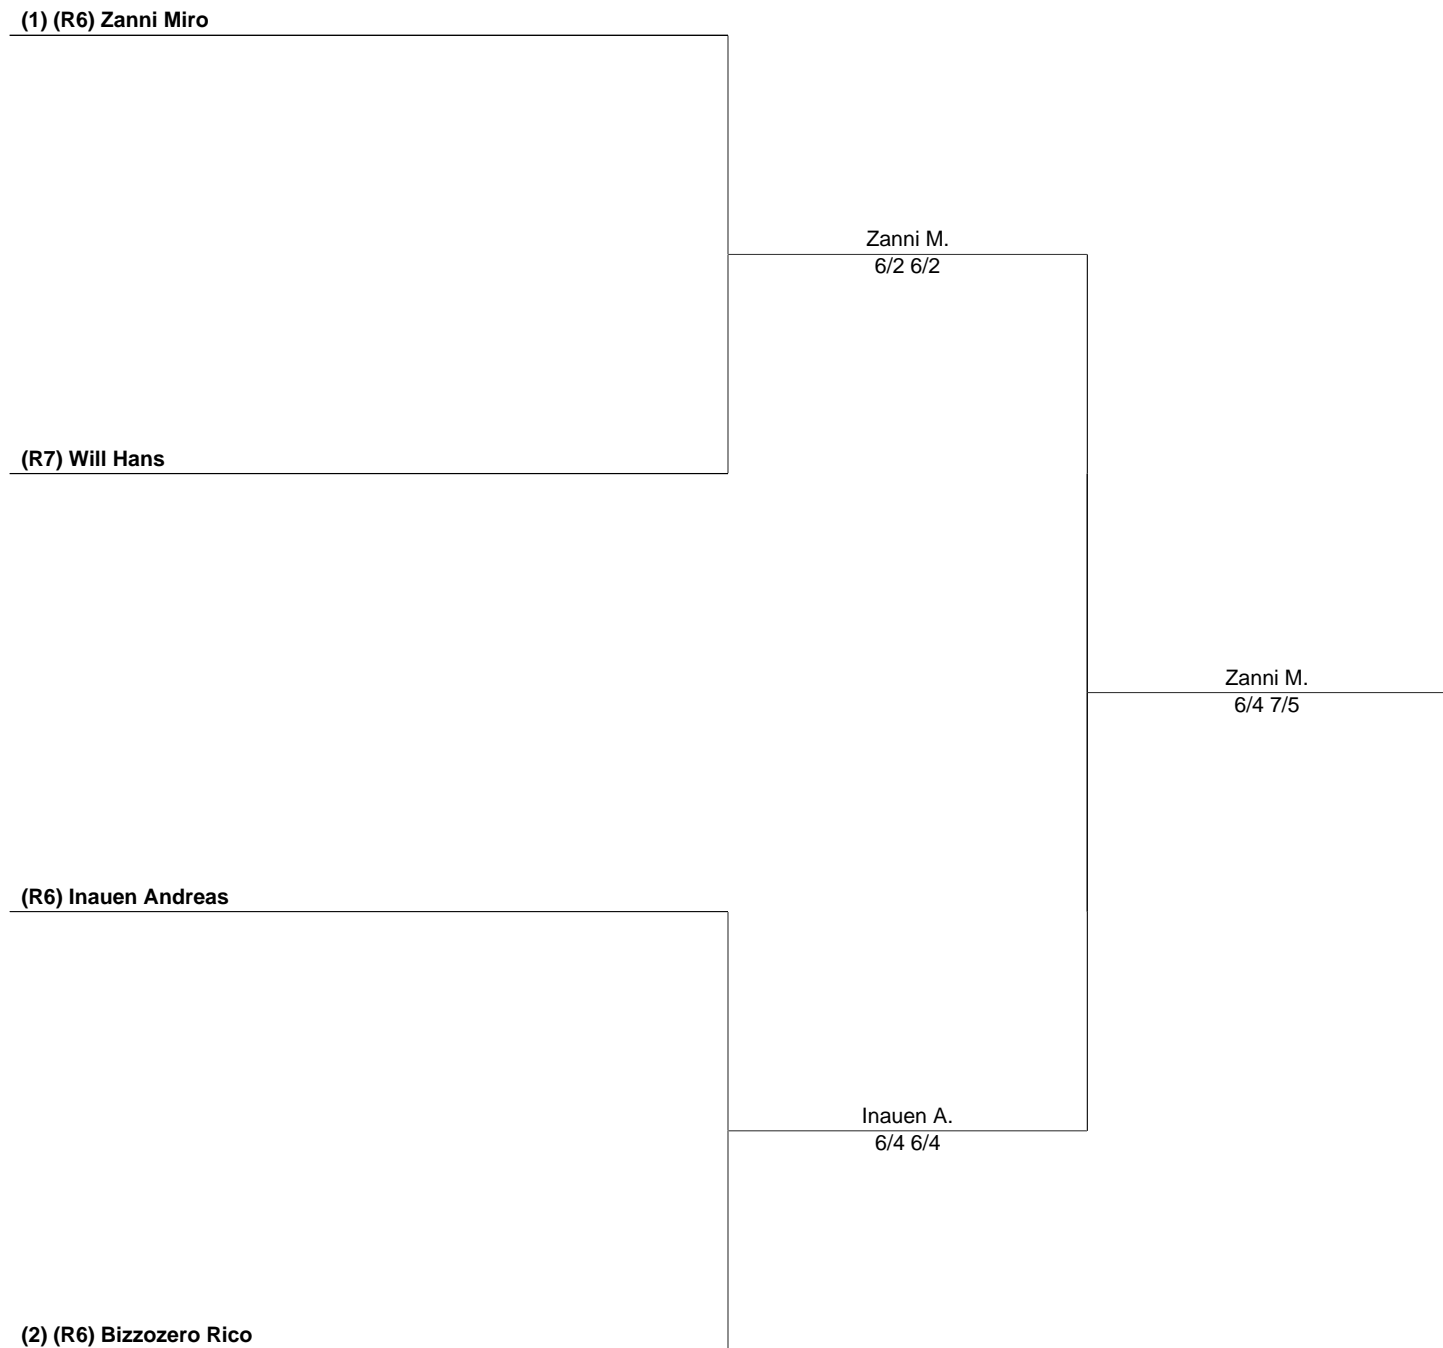 (1) (R6) Zanni Miro
Zanni M.
6/2 6/2
(R7) Will Hans
Zanni M.
6/4 7/5
(R6) Inauen Andreas
Inauen A.
6/4 6/4
(2) (R6) Bizzozero Rico